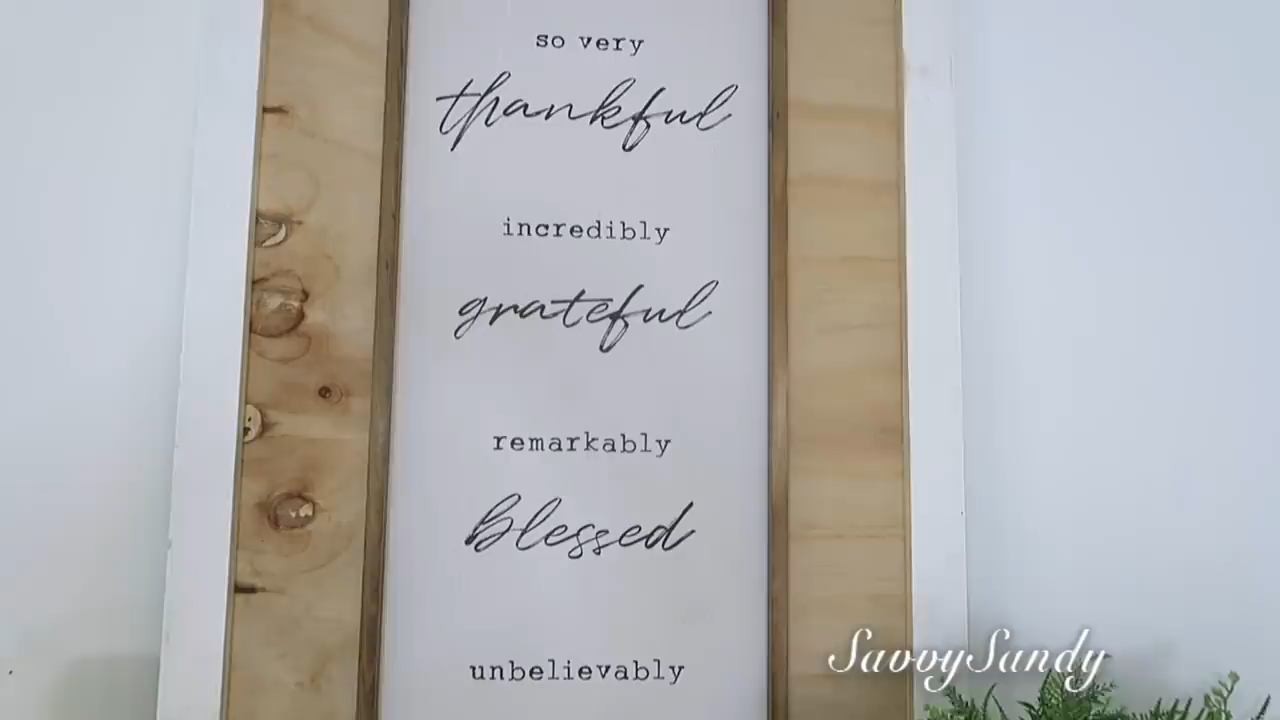 so very
thankful
incredibly
grateful
remarkably
blessed
unbelievably
SavvySandy